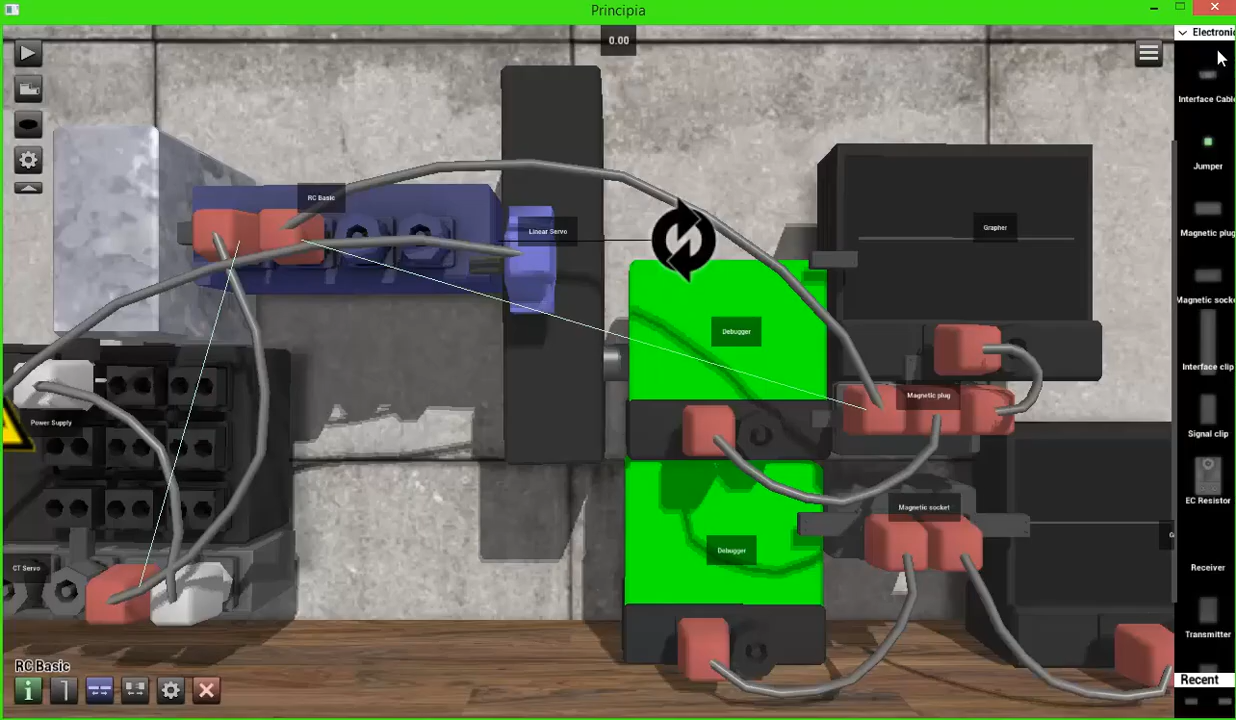 Principia
0.00
Electronic
Interface Cabl
Jumper
Magnetic plug
Magnetic socke
Interface clip
Signal clip
EC Resistor
Receiver
Transmitter
Recent
RC Basic
Linear Servo
Grapher
Debugger
Magnetic plug
Power Supply
Magnetic socket
Debugger
CT Servo
G
RC Basic